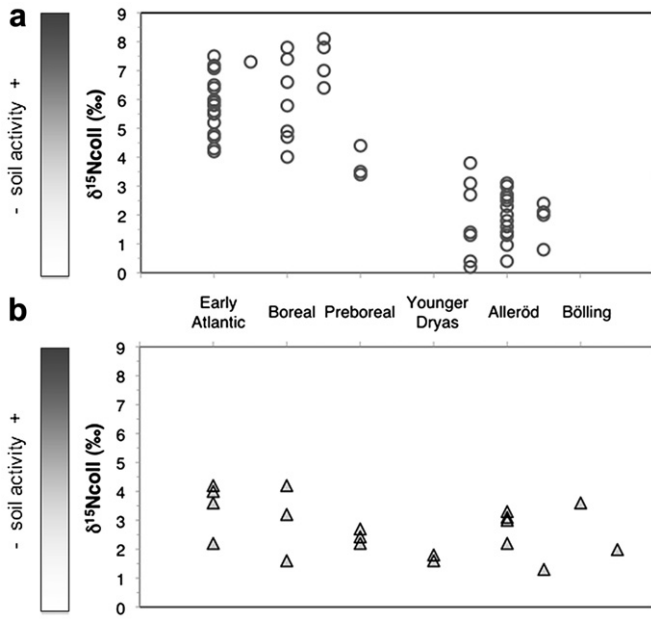 a
- soil activity +
δ¹⁵Ncoll (‰)
9
8
7
6
5
4
3
2
1
0
Early Atlantic
Boreal
Preboreal
Younger Dryas
Alleröd
Bölling
b
- soil activity +
δ¹⁵Ncoll (‰)
9
8
7
6
5
4
3
2
1
0